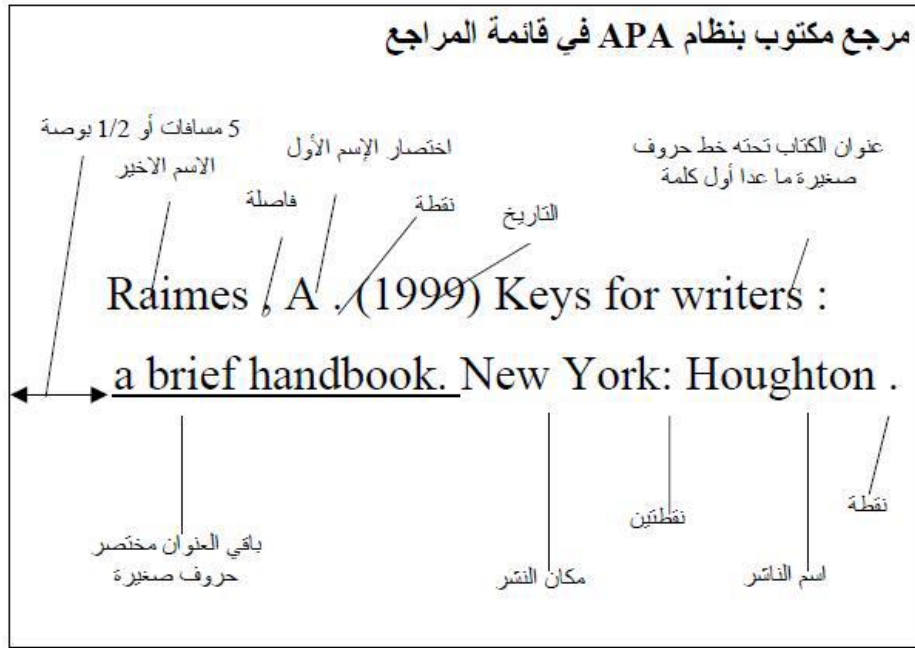 مرجع مكتوب بنظام APA في قائمة المراجع
5 مسافات أو 1/2 بوصة
الاسم الاخير
فاصلة
اختصار الإسم الأول
نقطة
التاريخ
عنوان الكتاب تحته خط حروف
صغيرة ما عدا أول كلمة
Raimes , A . (1999) Keys for writers :
a brief handbook. New York: Houghton .
باقي العنوان مختصر
حروف صغيرة
مكان النشر
نقطتين
اسم الناشر
نقطة